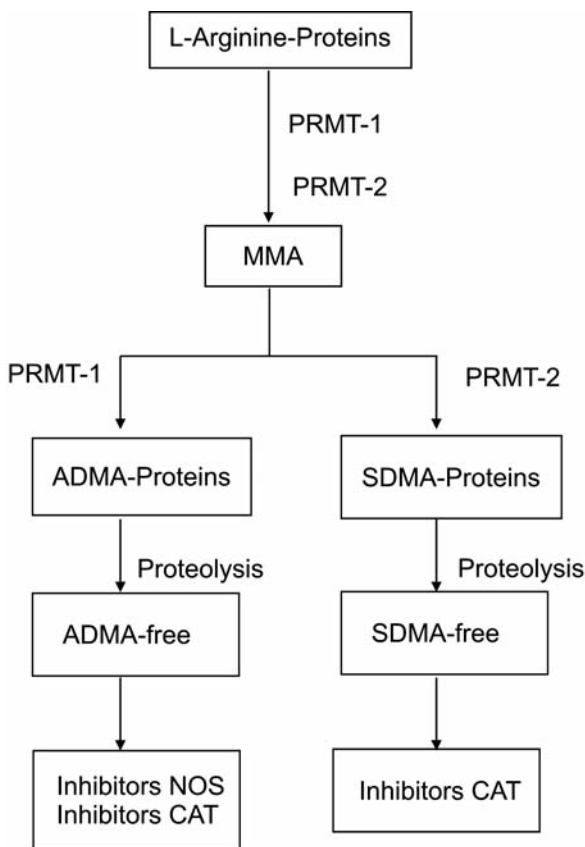 L-Arginine-Proteins
PRMT-1
PRMT-2
MMA
PRMT-1
PRMT-2
ADMA-Proteins
SDMA-Proteins
Proteolysis
Proteolysis
ADMA-free
SDMA-free
Inhibitors NOS
Inhibitors CAT
Inhibitors CAT